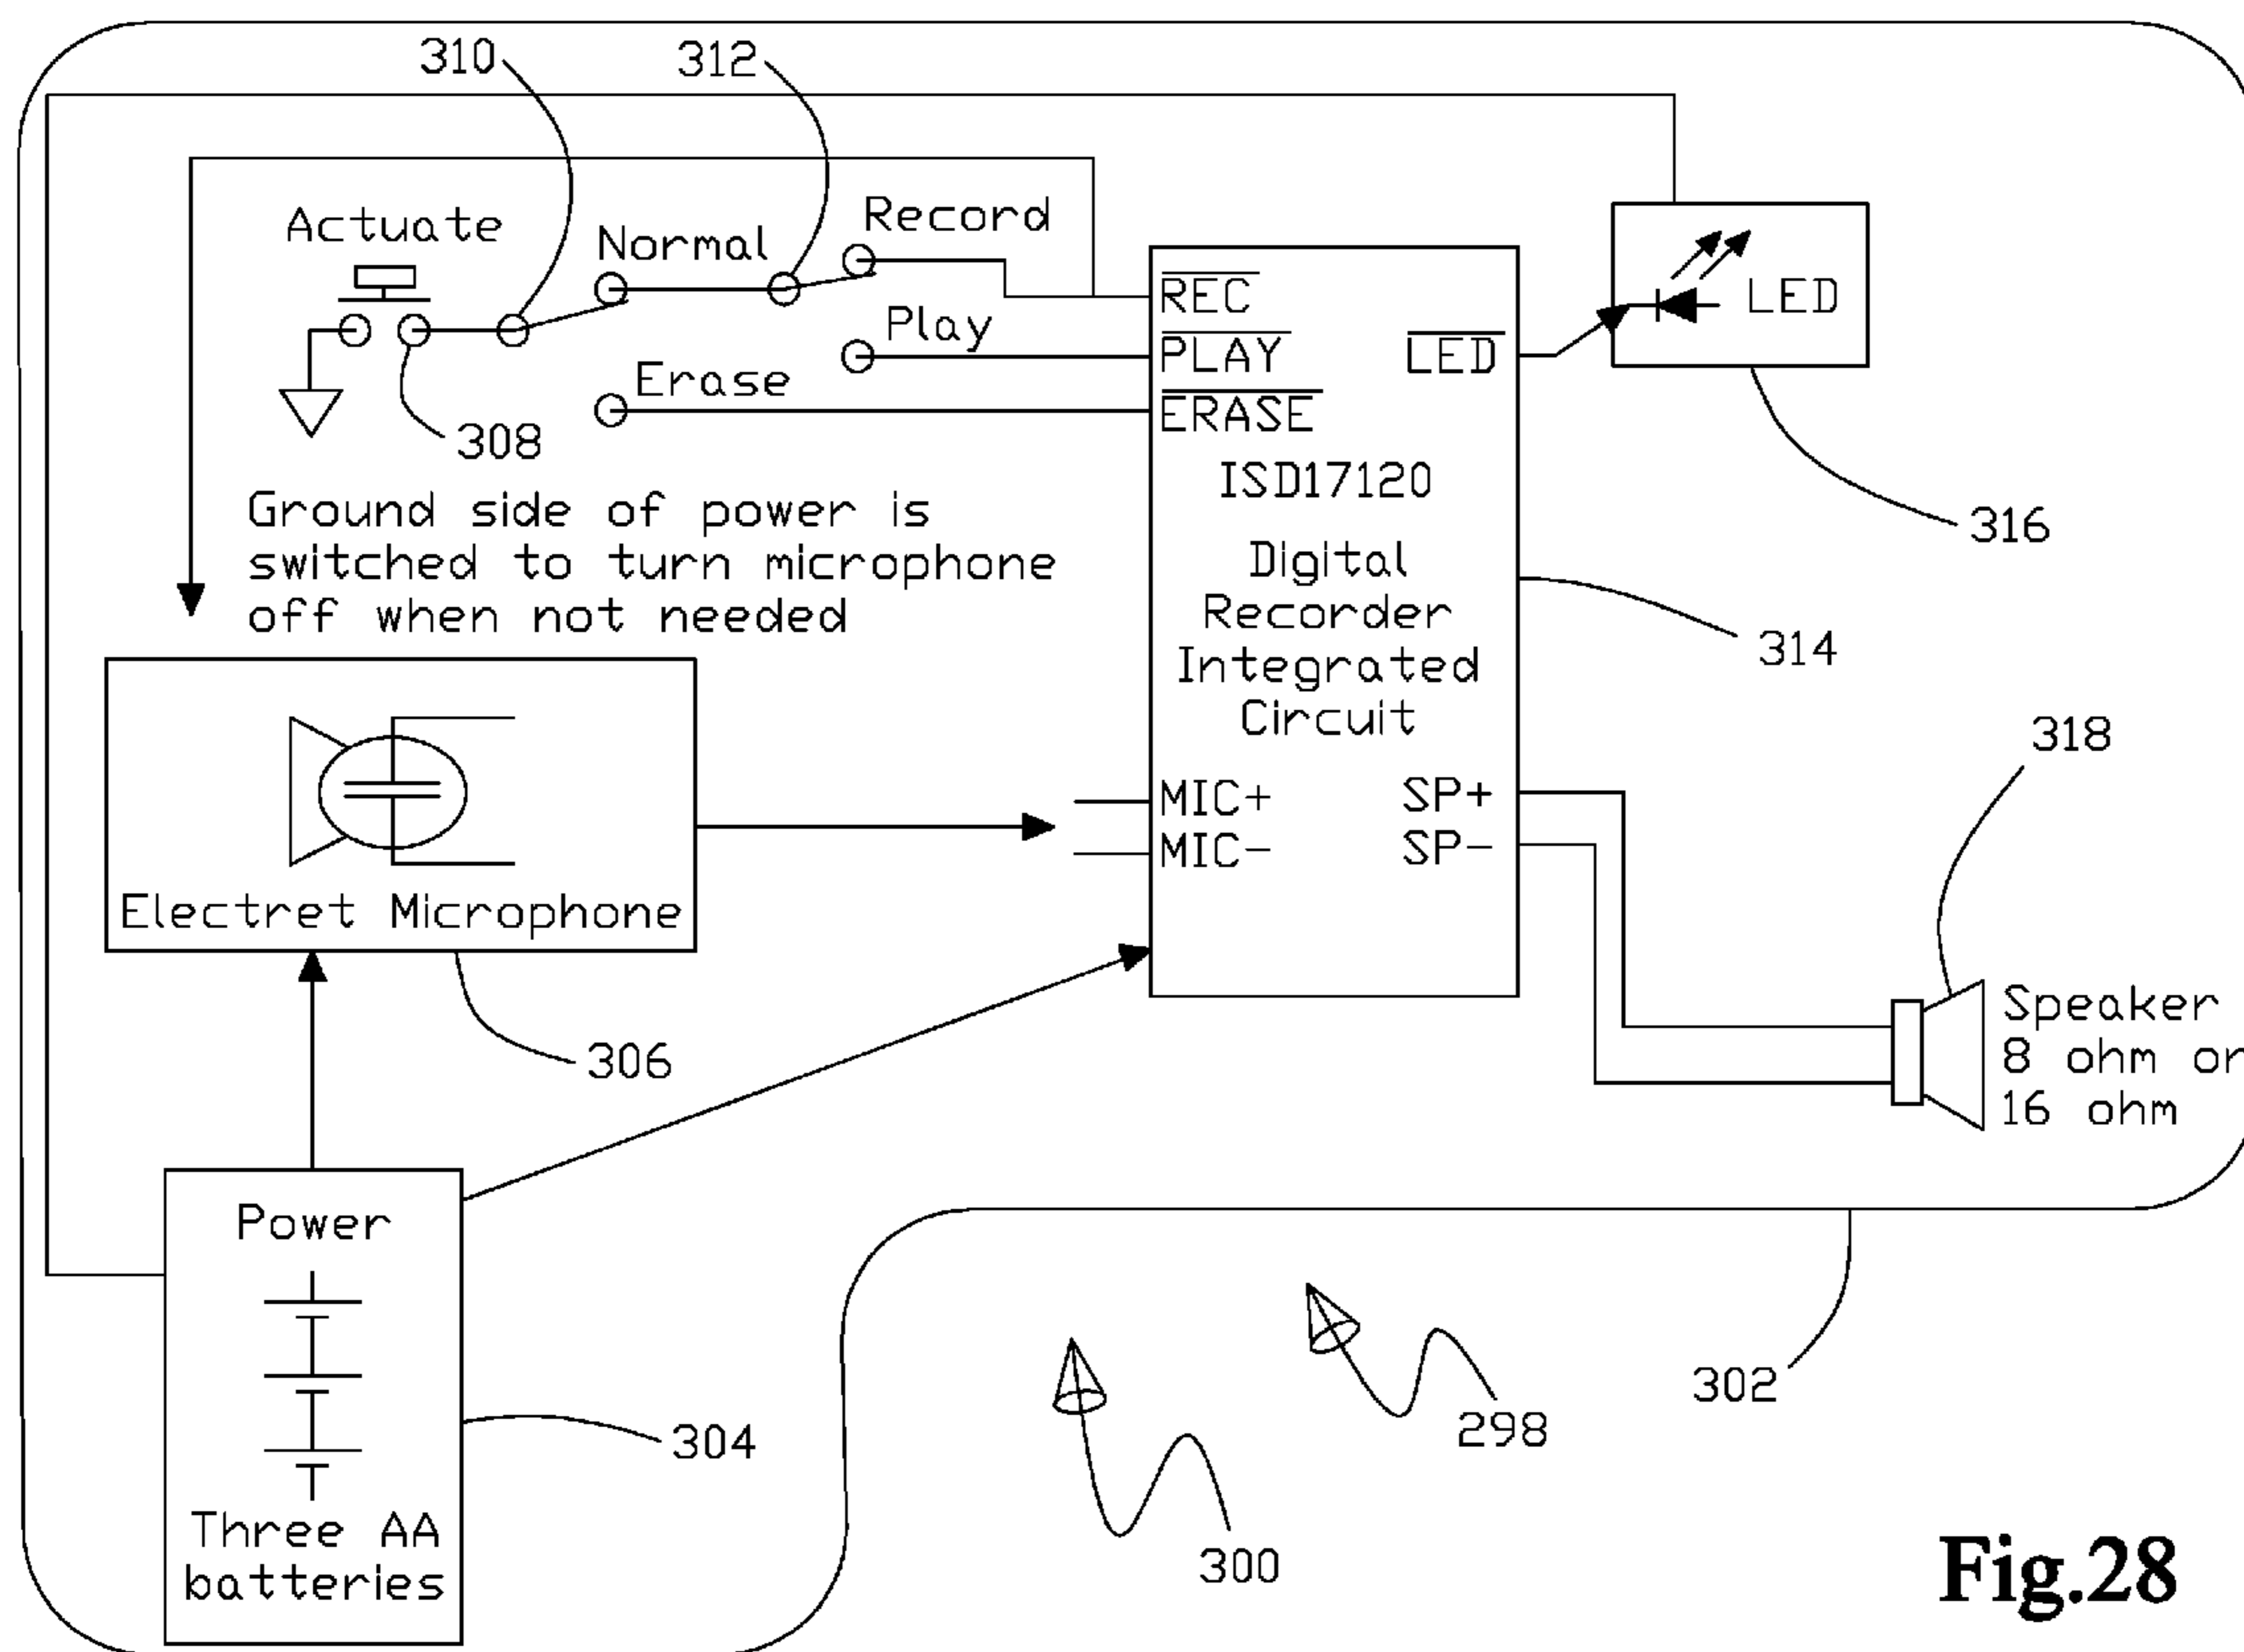 310
312
Actuate
Normal
Record
REC
Play
PLAY
LED
LED
Erase
ERASE
308
ISD17120
316
Ground side of power is
switched to turn microphone
off when not needed
Digital
Recorder
Integrated
Circuit
314
318
MIC+
SP+
MIC-
SP-
Electret Microphone
306
Speaker
8 ohm or
16 ohm
Power
302
298
304
300
Three AA
batteries
Fig.28